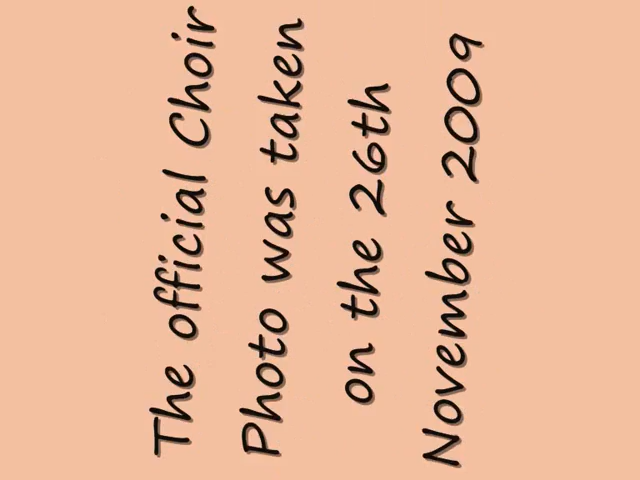 The official Choir
Photo was taken
on the 26th
November 2009